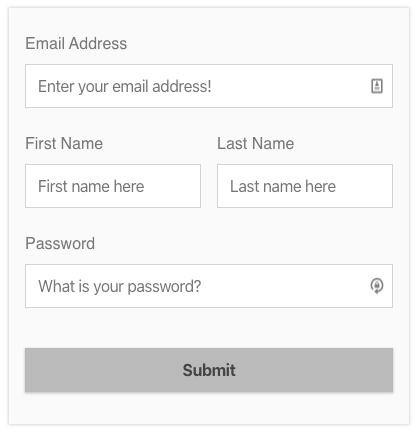 Email Address
Enter your email address!
First Name Last Name
First name here Last name here
Password
What is your password?
Submit